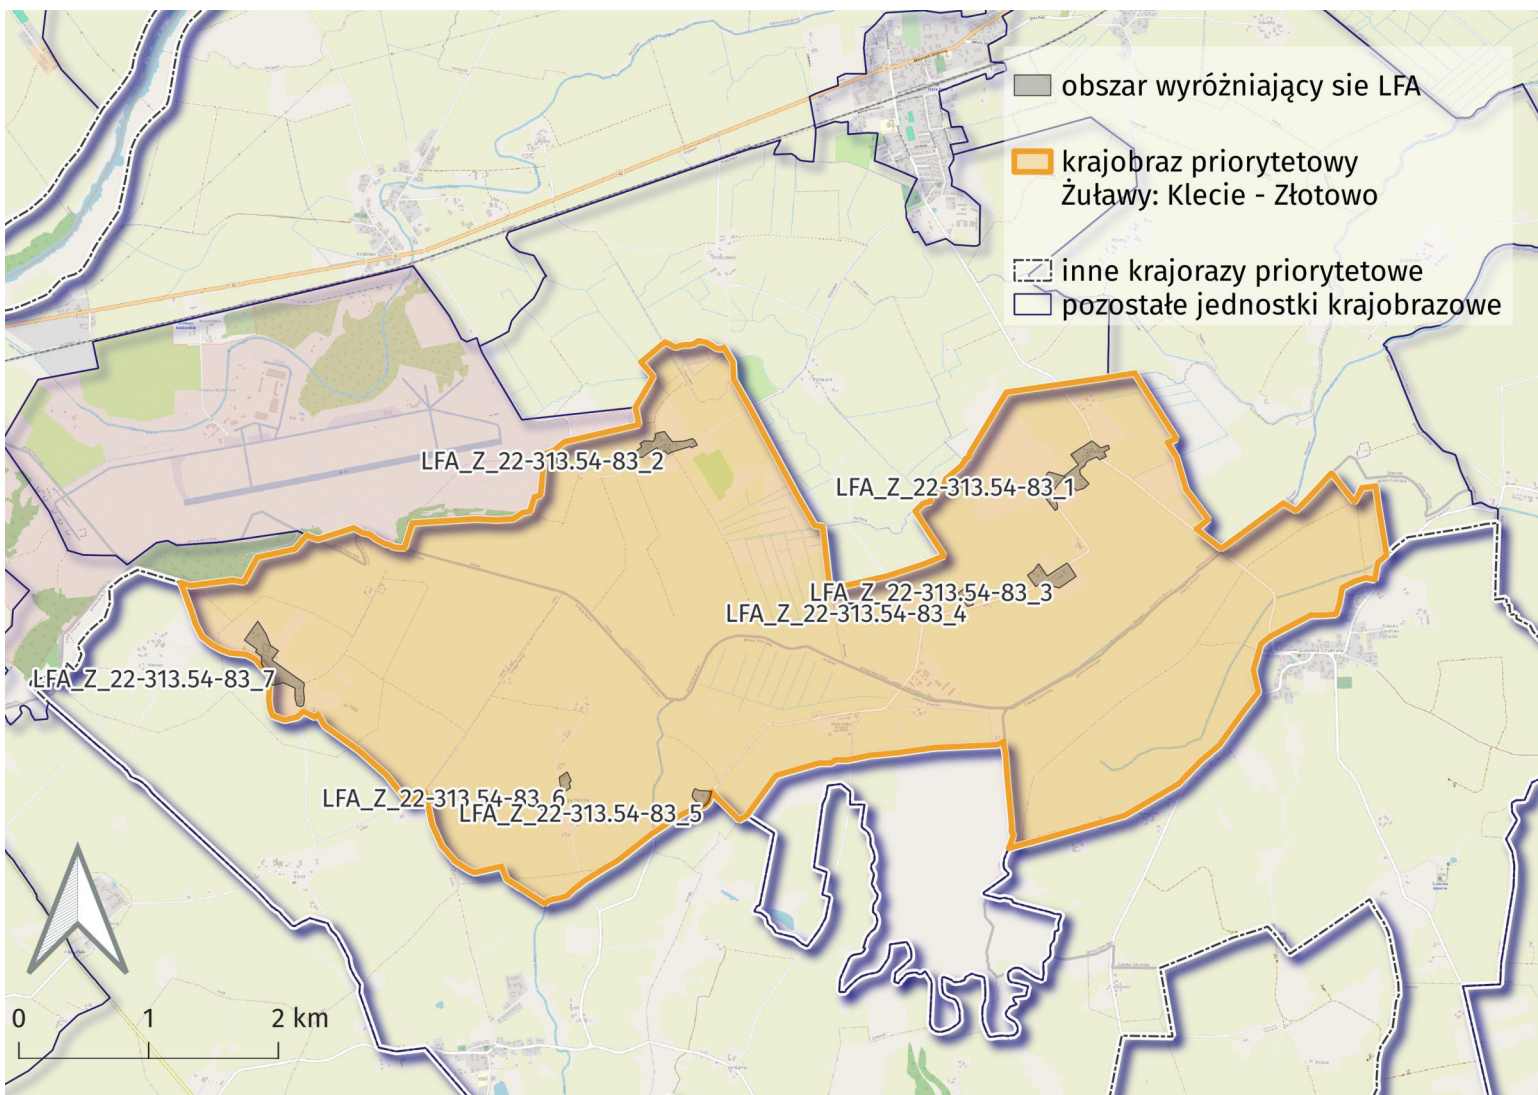 obszar wyróżniający sie LFA
krajobraz priorytetowy
Żuławy: Klecie - Złotowo
inne krajorazy priorytetowe
pozostałe jednostki krajobrazowe
LFA_Z_22-313.54-83_2
LFA_Z_22-313.54-83_1
LFA_Z_22-313.54-83_3
LFA_Z_22-313.54-83_4
LFA_Z_22-313.54-83_7
LFA_Z_22-313.54-83_6
LFA_Z_22-313.54-83_5
0 1 2 km